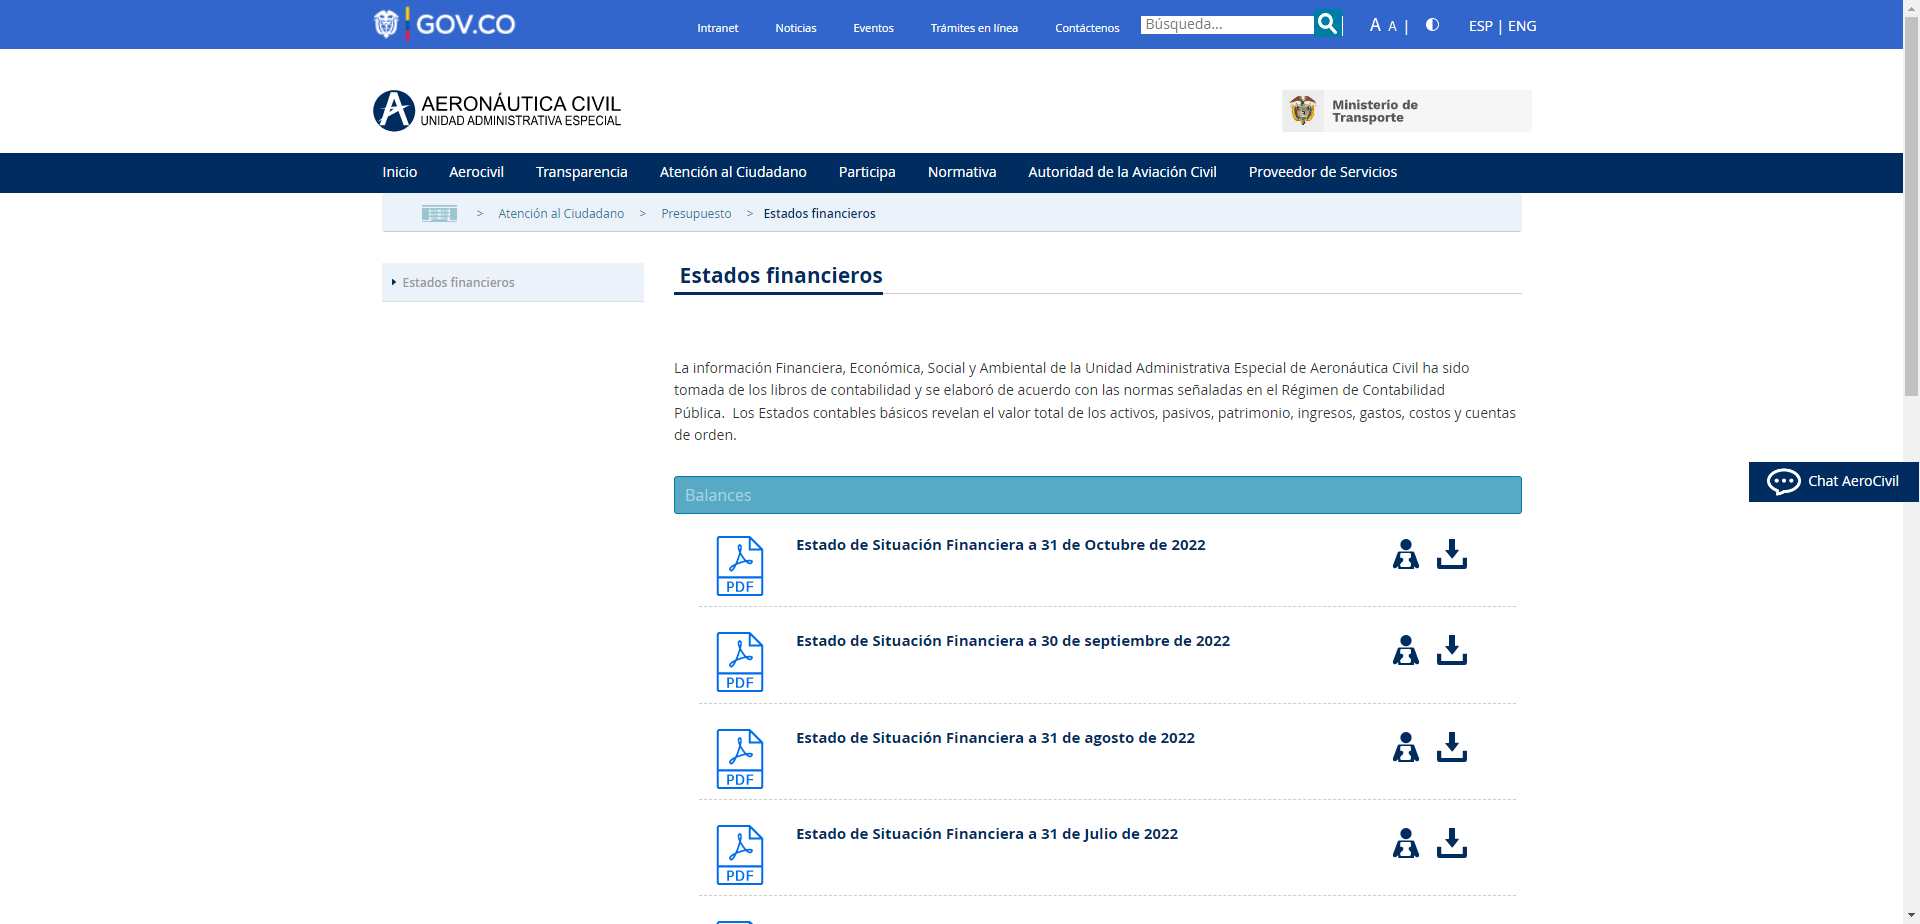 GOV.CO
Intranet Noticias Eventos Trámites en línea Contáctenos Búsqueda... A A | ESP | ENG
AERONÁUTICA CIVIL
UNIDAD ADMINISTRATIVA ESPECIAL
Ministerio de
Transporte
Inicio Aerocivil Transparencia Atención al Ciudadano Participa Normativa Autoridad de la Aviación Civil Proveedor de Servicios
> Atención al Ciudadano > Presupuesto > Estados financieros
Estados financieros
Estados financieros
La información Financiera, Económica, Social y Ambiental de la Unidad Administrativa Especial de Aeronáutica Civil ha sido
tomada de los libros de contabilidad y se elaboró de acuerdo con las normas señaladas en el Régimen de Contabilidad
Pública.  Los Estados contables básicos revelan el valor total de los activos, pasivos, patrimonio, ingresos, gastos, costos y cuentas
de orden.
Chat AeroCivil
Balances
Estado de Situación Financiera a 31 de Octubre de 2022
PDF
Estado de Situación Financiera a 30 de septiembre de 2022
PDF
Estado de Situación Financiera a 31 de agosto de 2022
PDF
Estado de Situación Financiera a 31 de Julio de 2022
PDF